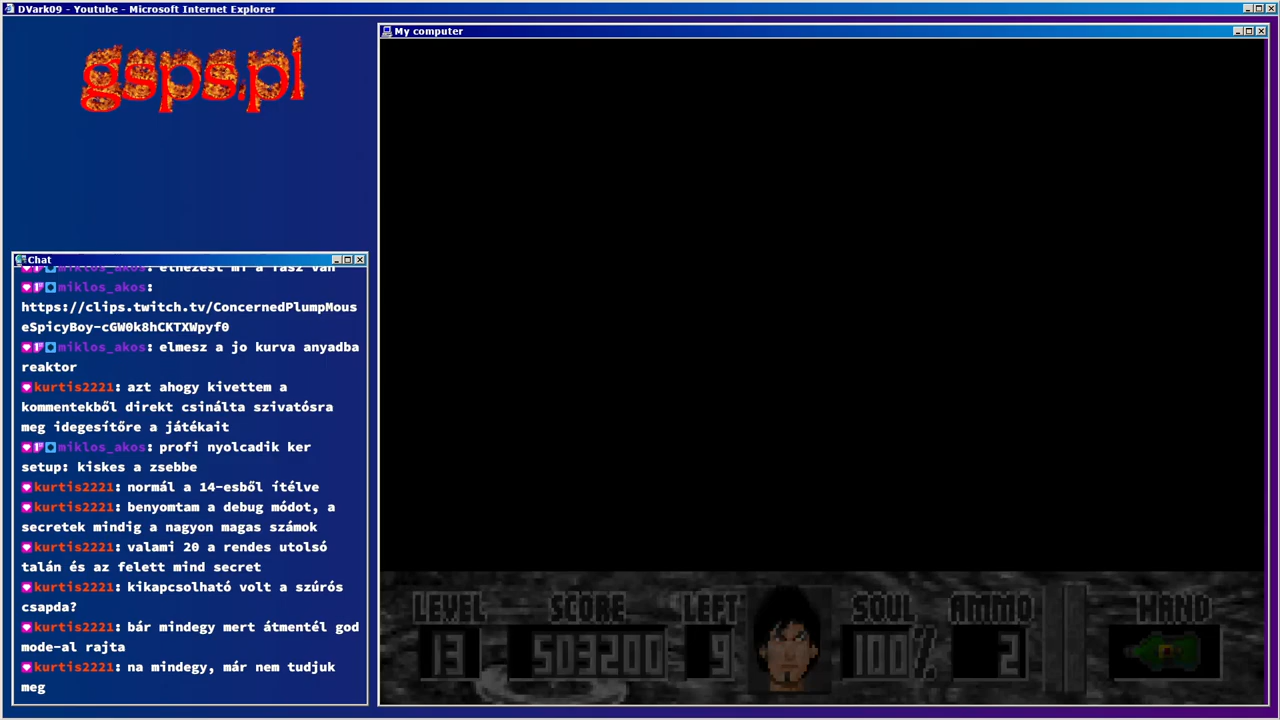 DVark09 - Youtube - Microsoft Internet Explorer
gsps.pl
My computer
Chat
miklos_akos: elnézést mi a fasz van
miklos_akos:
https://clips.twitch.tv/ConcernedPlumpMous
eSpicyBoy-cGW0k8hCKTXWpyf0
miklos_akos: elmesz a jo kurva anyadba
reaktor
kurtis2221: azt ahogy kivettem a
kommentekből direkt csinálta szivatósra
meg idegesítőre a játékait
miklos_akos: profi nyolcadik ker
setup: kiskes a zsebbe
kurtis2221: normál a 14-esből ítélve
kurtis2221: benyomtam a debug módot, a
secretek mindig a nagyon magas számok
kurtis2221: valami 20 a rendes utolsó
talán és az felett mind secret
kurtis2221: kikapcsolható volt a szúrós
csapda?
kurtis2221: bár mindegy mert átmentél god
mode-al rajta
kurtis2221: na mindegy, már nem tudjuk
meg
LEVEL SCORE LEFT SOUL AMMO HAND
13 503200 9 100% 2